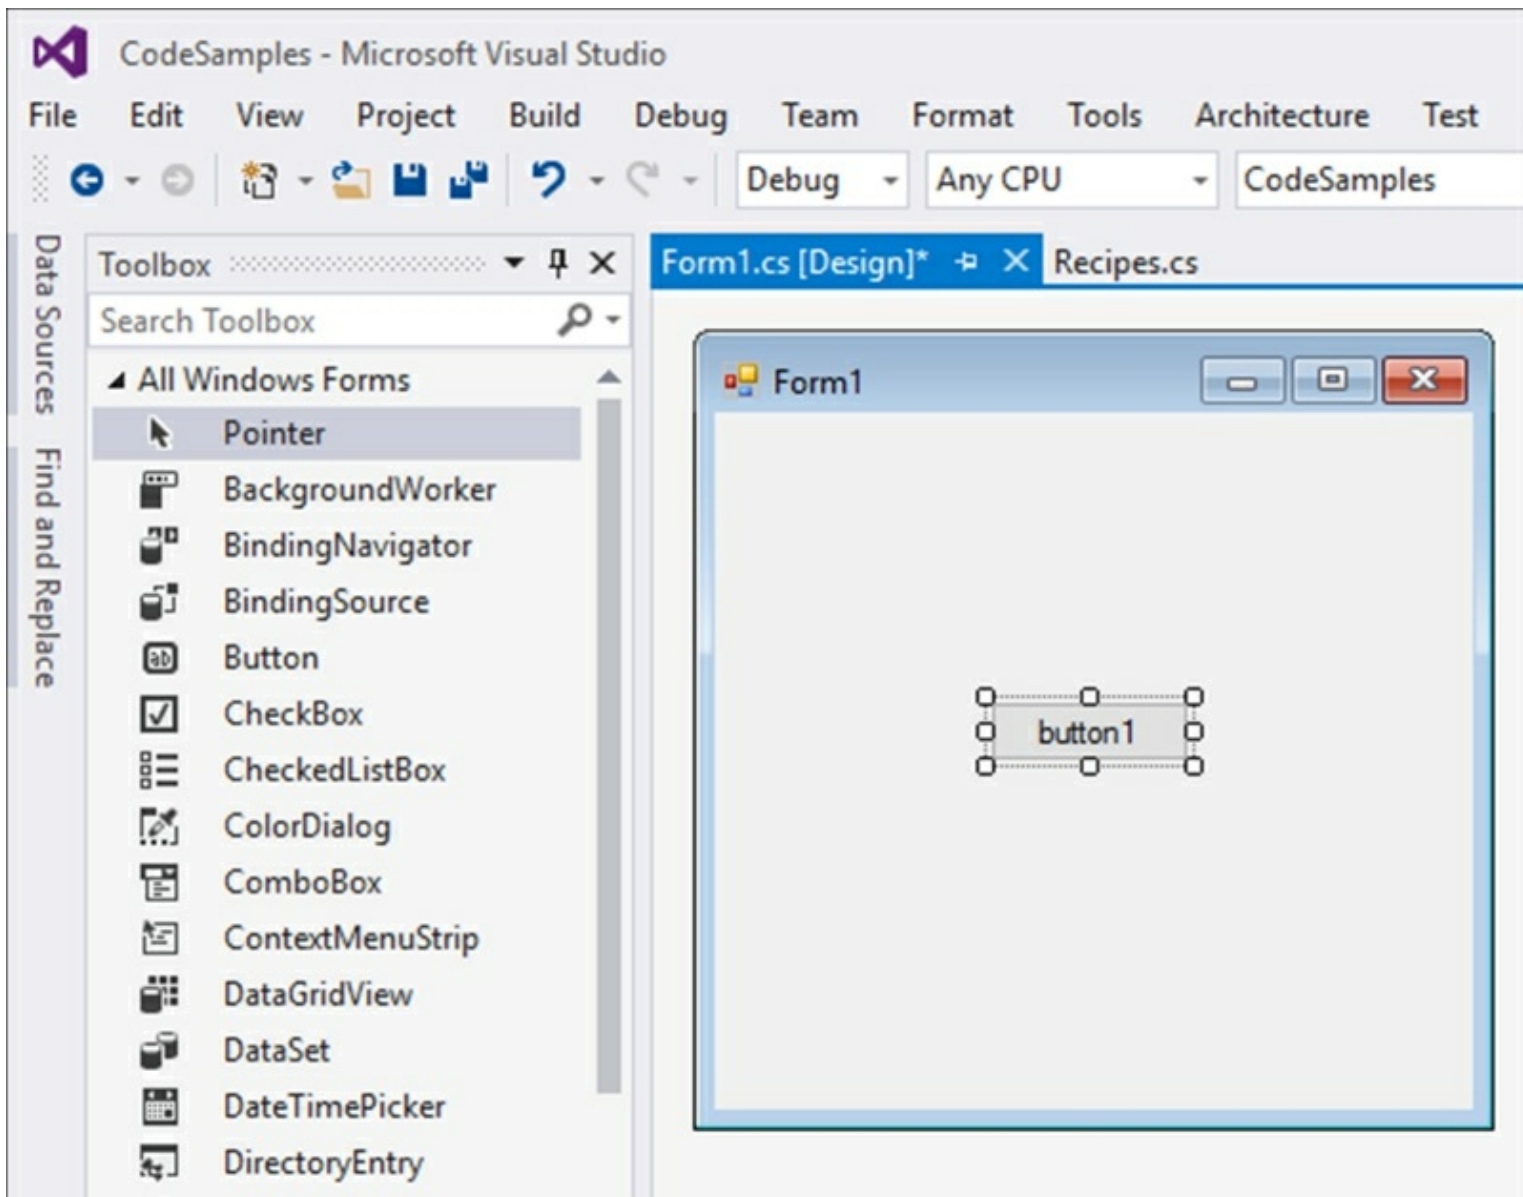 CodeSamples - Microsoft Visual Studio
File Edit View Project Build Debug Team Format Tools Architecture Test
Debug Any CPU CodeSamples
Data Sources
Find and Replace
Toolbox
Search Toolbox
All Windows Forms
Pointer
BackgroundWorker
BindingNavigator
BindingSource
Button
CheckBox
CheckedListBox
ColorDialog
ComboBox
ContextMenuStrip
DataGridView
DataSet
DateTimePicker
DirectoryEntry
Form1.cs [Design]* Recipes.cs
Form1
button1